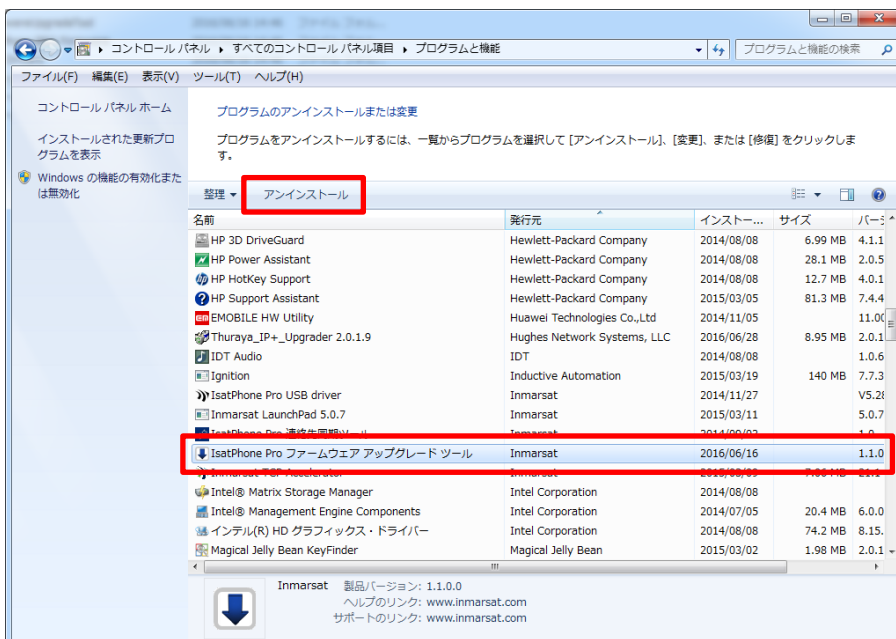 コントロール パネル ▸ すべてのコントロール パネル項目 ▸ プログラムと機能
プログラムと機能の検索
ファイル(F) 編集(E) 表示(V) ツール(T) ヘルプ(H)
コントロール パネル ホーム
インストールされた更新プロ
グラムを表示
Windows の機能の有効化また
は無効化
プログラムのアンインストールまたは変更
プログラムをアンインストールするには、一覧からプログラムを選択して [アンインストール]、[変更]、または [修復] をクリックしま
す。
整理 アンインストール
名前 発行元 インストー... サイズ バージ
HP 3D DriveGuard Hewlett-Packard Company 2014/08/08 6.99 MB 4.1.1
HP Power Assistant Hewlett-Packard Company 2014/08/08 28.1 MB 2.0.5
HP HotKey Support Hewlett-Packard Company 2014/08/08 12.7 MB 4.0.1
HP Support Assistant Hewlett-Packard Company 2015/03/05 81.3 MB 7.4.4
EMOBILE HW Utility Huawei Technologies Co.,Ltd 2014/11/05 11.00
Thuraya_IP+_Upgrader 2.0.1.9 Hughes Network Systems, LLC 2016/06/28 8.95 MB 2.0.1
IDT Audio IDT 2014/08/08 1.0.6
Ignition Inductive Automation 2015/03/19 140 MB 7.7.3
IsatPhone Pro USB driver Inmarsat 2014/11/27 V5.28
Inmarsat LaunchPad 5.0.7 Inmarsat 2015/03/11 5.0.7
IsatPhone Pro 連絡先同期ツール Inmarsat 2014/09/02 1.0
IsatPhone Pro ファームウェア アップグレード ツール Inmarsat 2016/06/16 1.1.0
Inmarsat TCP Accelerator Inmarsat
Intel® Matrix Storage Manager Intel Corporation 2014/08/08
Intel® Management Engine Components Intel Corporation 2014/07/05 20.4 MB 6.0.0
インテル(R) HD グラフィックス・ドライバー Intel Corporation 2014/08/08 74.2 MB 8.15.
Magical Jelly Bean KeyFinder Magical Jelly Bean 2015/03/02 1.98 MB 2.0.1
Inmarsat 製品バージョン: 1.1.0.0
ヘルプのリンク: www.inmarsat.com
サポートのリンク: www.inmarsat.com